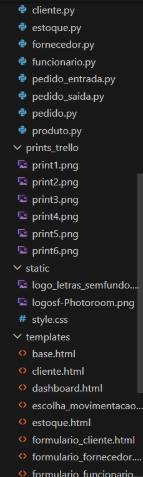 cliente.py
estoque.py
fornecedor.py
funcionario.py
pedido_entrada.py
pedido_saida.py
pedido.py
produto.py
prints_trello
print1.png
print2.png
print3.png
print4.png
print5.png
print6.png
static
logo_letras_semfundo....
logosf-Photoroom.png
# style.css
templates
<> base.html
<> cliente.html
<> dashboard.html
<> escolha_movimentacao...
<> estoque.html
<> formulario_cliente.html
<> formulario_fornecedor....
<> formulario_funcionario....